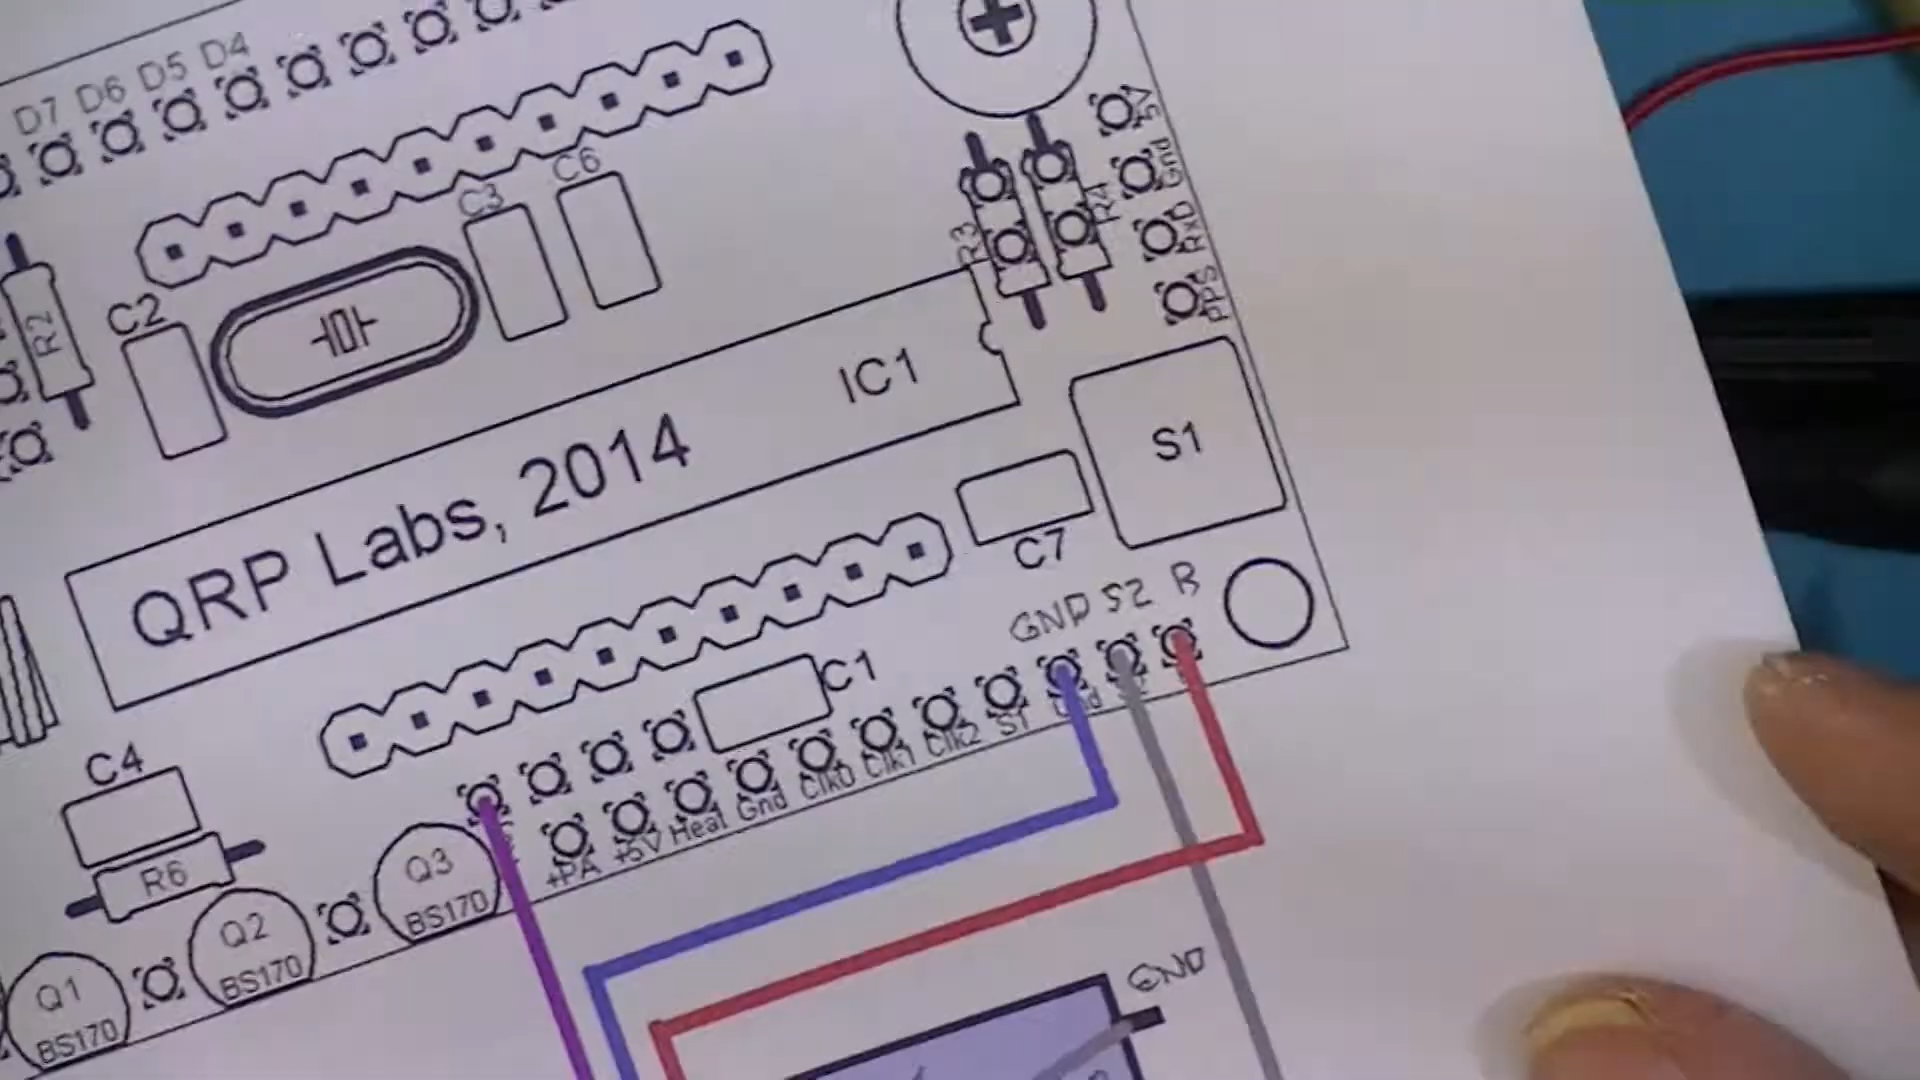 D7 D6 D5 D4
5V
Gnd
RxD
PPS
C6
C3
C2
R2
R3
R4
IC1
S1
QRP Labs, 2014
C7
GND S2 B
C1
+PA +5V Heat Gnd Clk0 Clk1 Clk2 S1 Gnd
C4
R6
Q3
BS170
Q2
BS170
Q1
BS170
GND